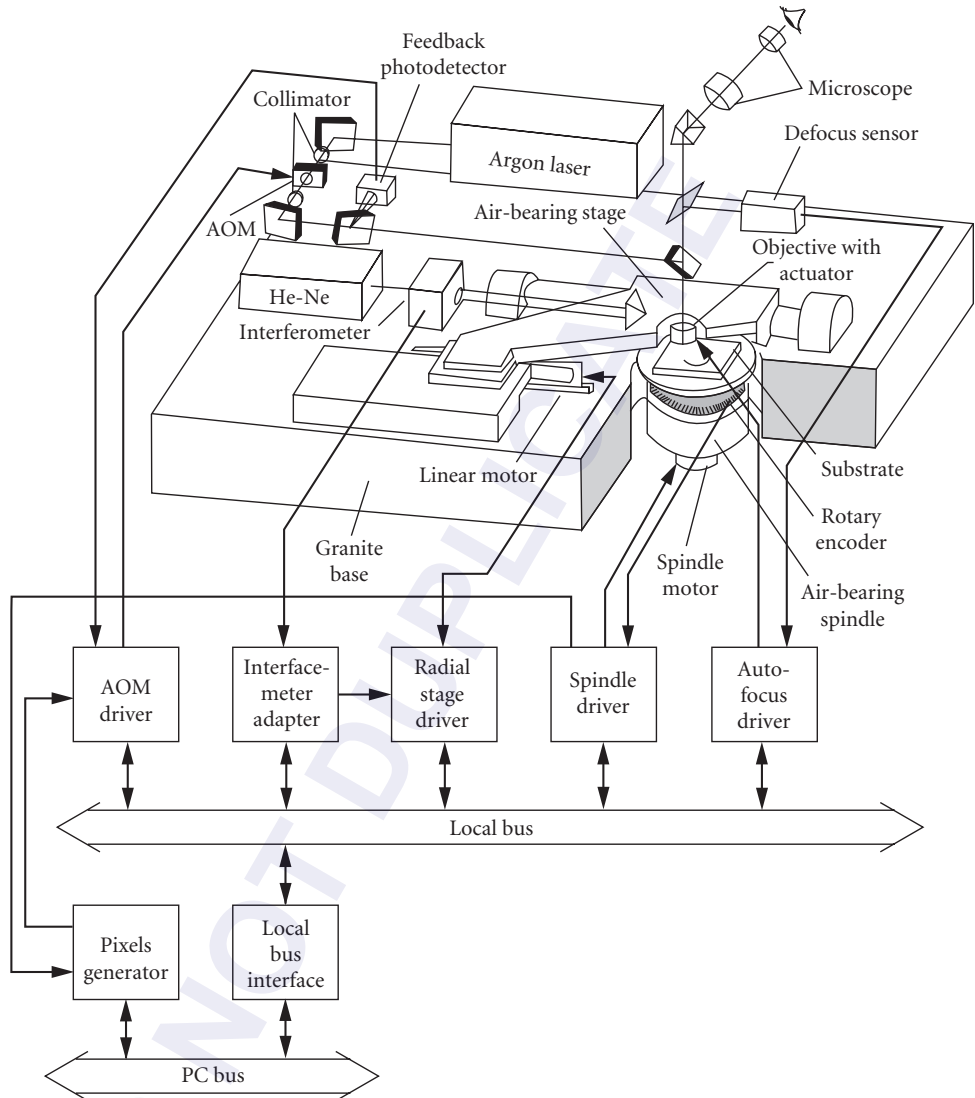 Feedback
photodetector
Collimator
Microscope
Argon laser
Defocus sensor
Air-bearing stage
AOM
Objective with
actuator
He-Ne
Interferometer
Linear motor
Substrate
Granite
base
Rotary
encoder
Spindle
motor
Air-bearing
spindle
AOM
driver
Interface-
meter
adapter
Radial
stage
driver
Spindle
driver
Auto-
focus
driver
Local bus
Pixels
generator
Local
bus
interface
PC bus
NOT DUPLICATE